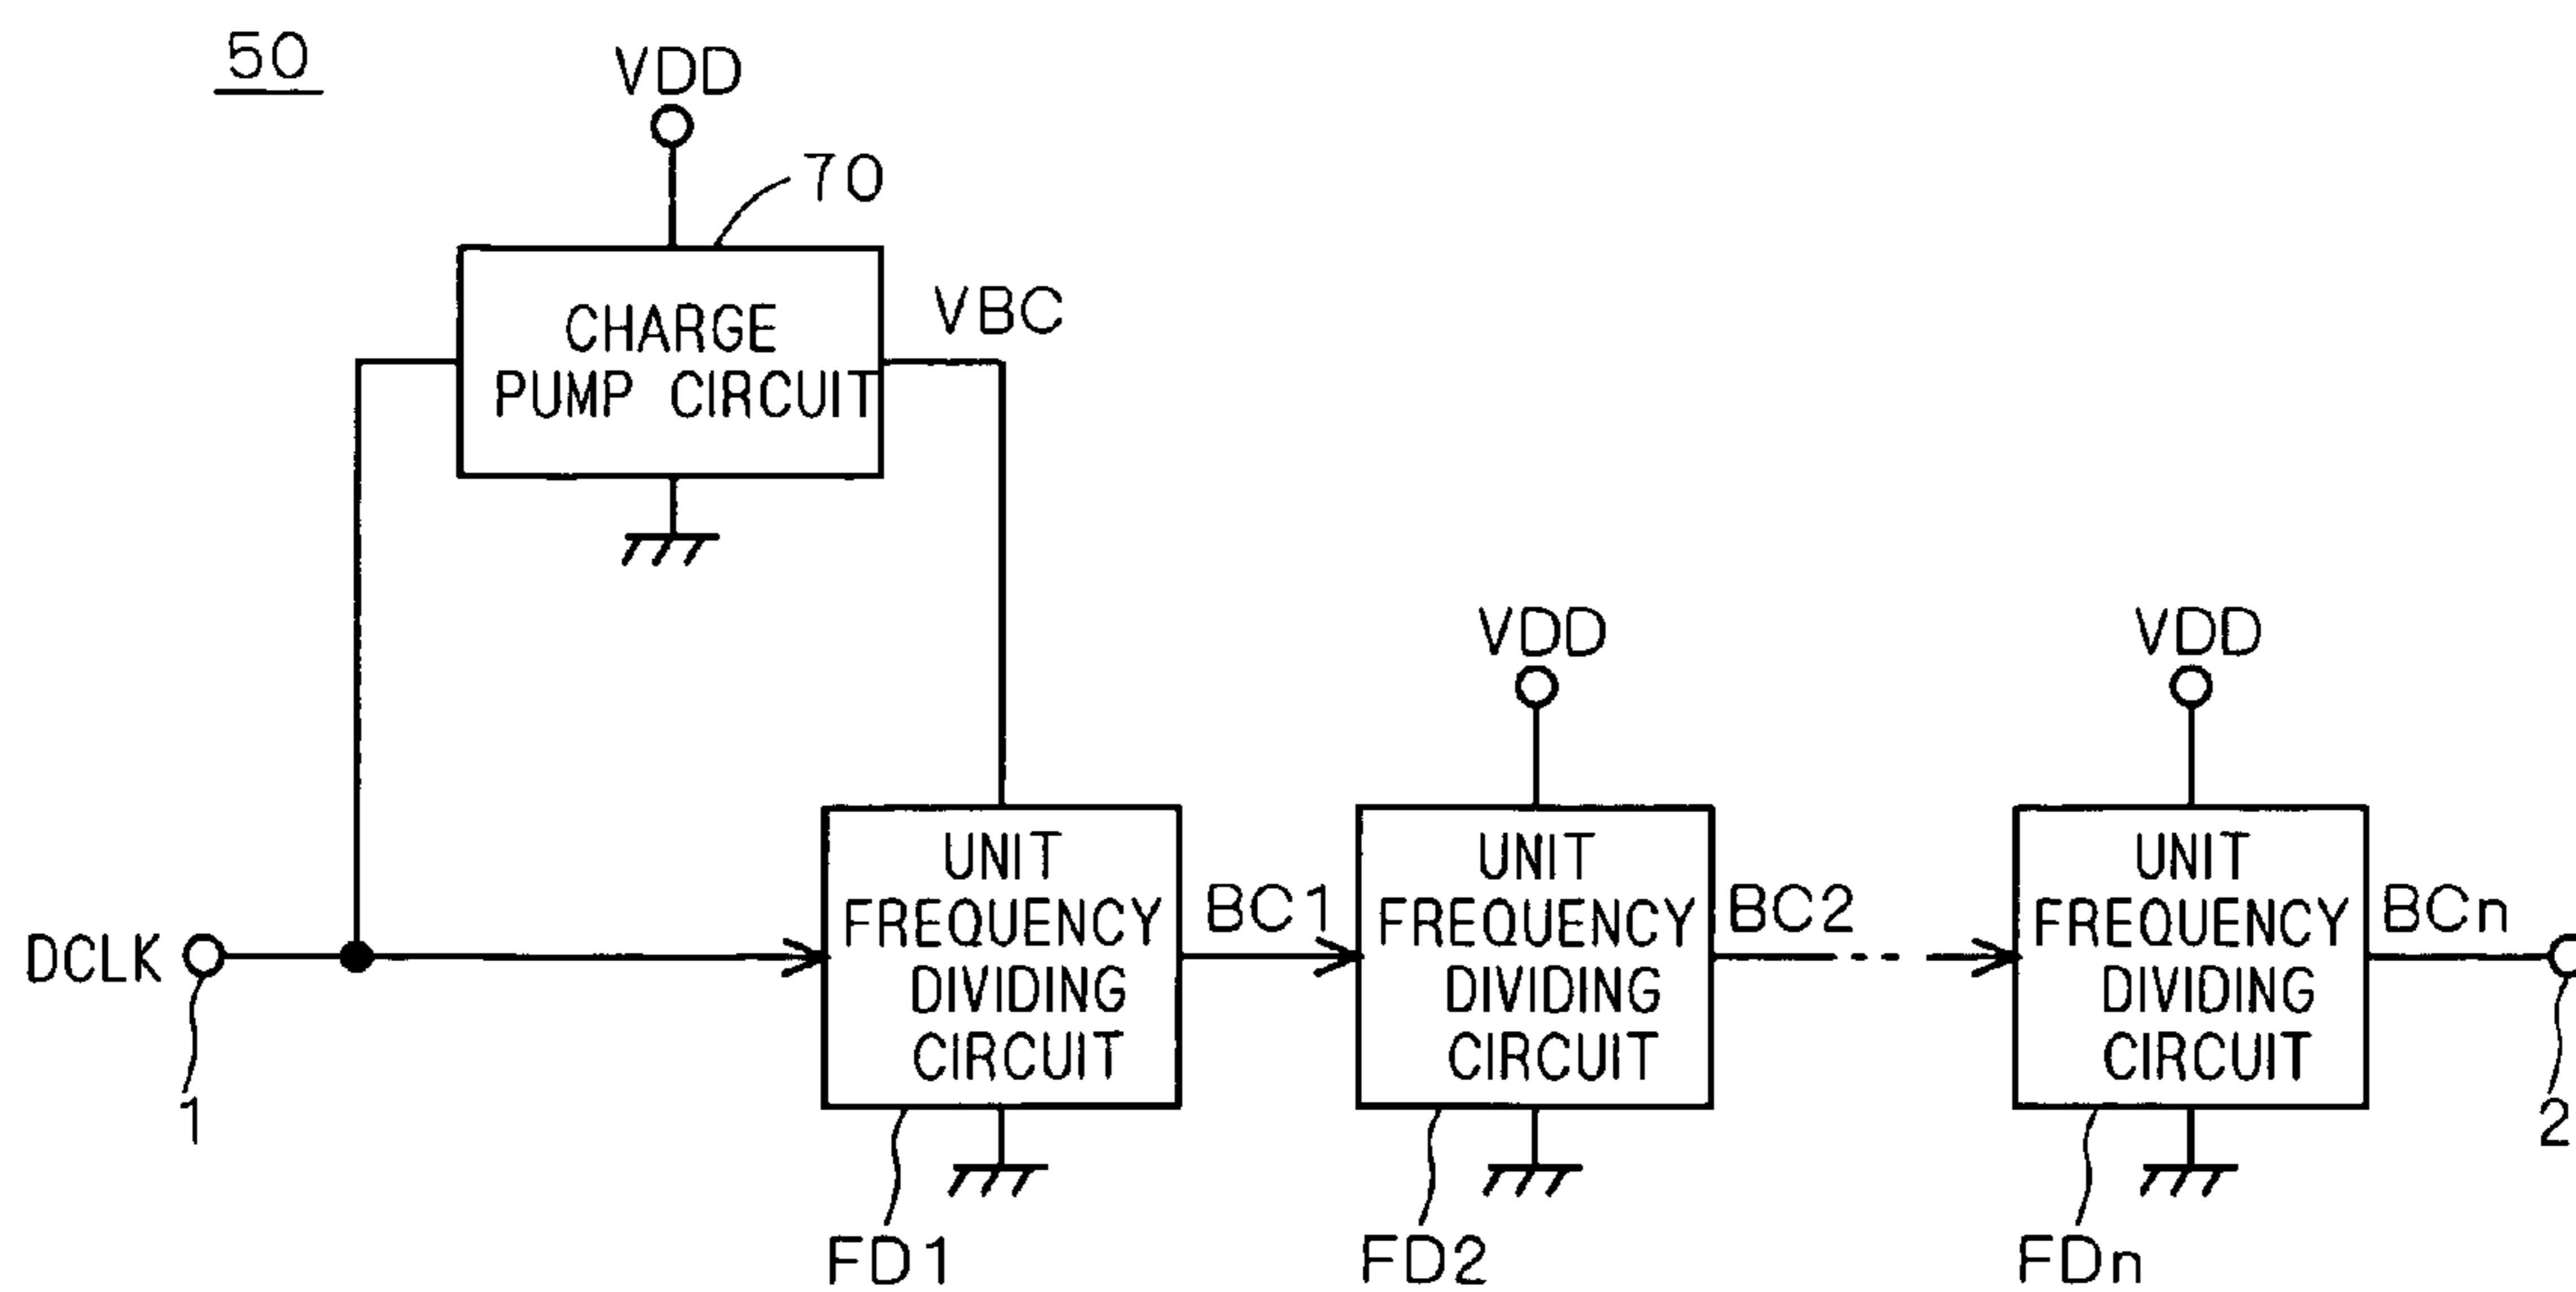 50
VDD
70
CHARGE
PUMP CIRCUIT
VBC
VDD
VDD
DCLK
1
UNIT
FREQUENCY
DIVIDING
CIRCUIT
BC1
UNIT
FREQUENCY
DIVIDING
CIRCUIT
BC2
UNIT
FREQUENCY
DIVIDING
CIRCUIT
BCn
2
FD1
FD2
FDn